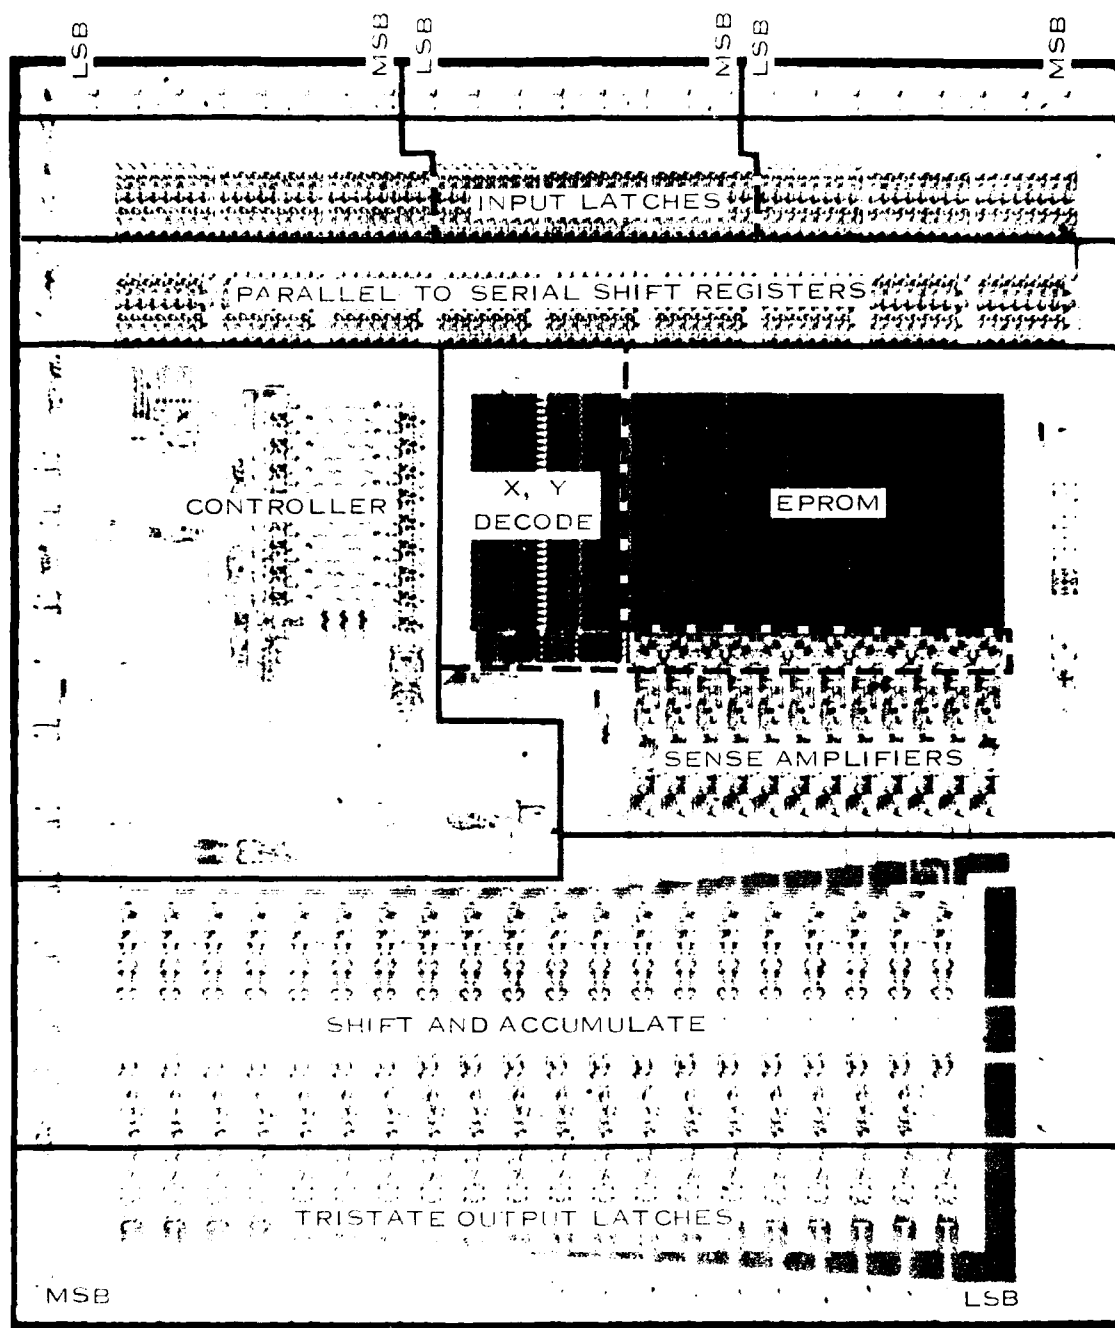 LSB
MSB
LSB
MSB
LSB
MSB
INPUT LATCHES
PARALLEL TO SERIAL SHIFT REGISTERS
CONTROLLER
X, Y
DECODE
EPROM
SENSE AMPLIFIERS
SHIFT AND ACCUMULATE
TRISTATE OUTPUT LATCHES
MSB
LSB